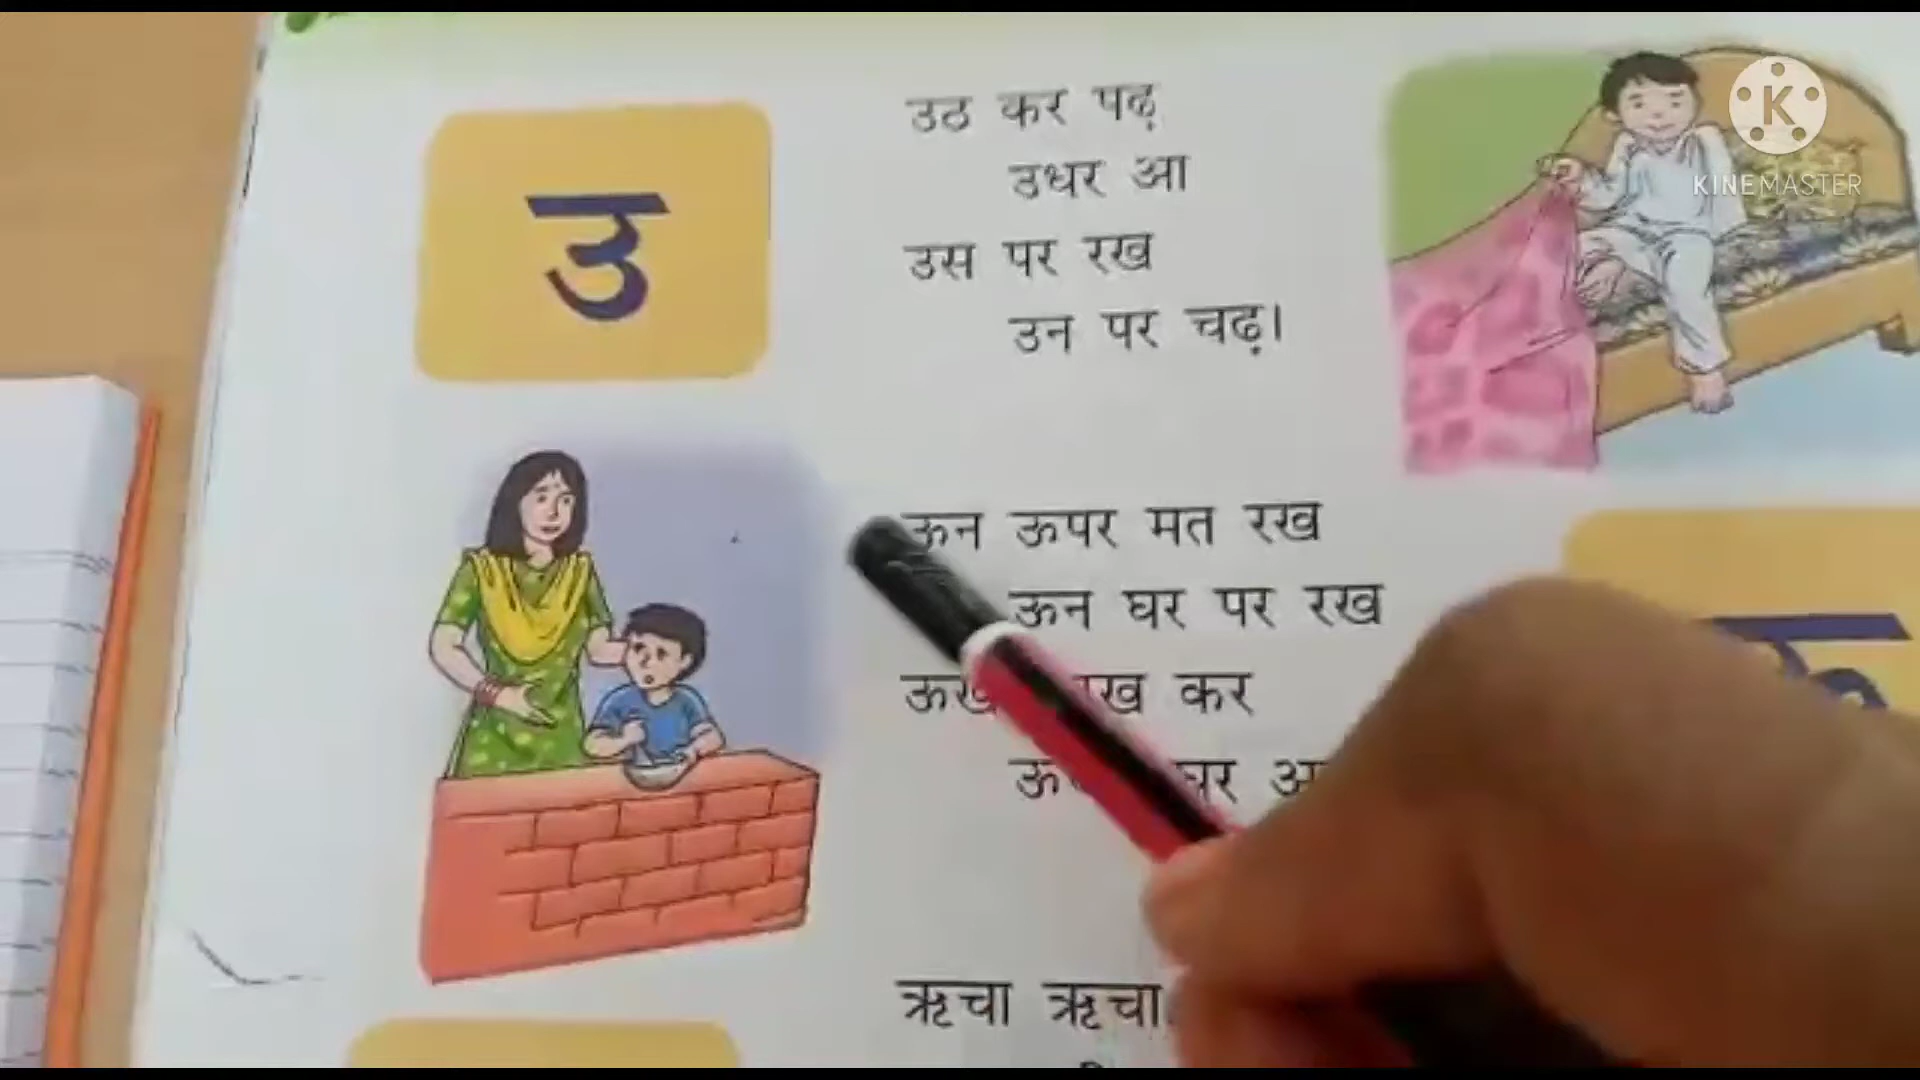 उ
उठ कर पढ़
उधर आ
उस पर रख
उन पर चढ़।
K
KINEMASTER
ऊन ऊपर मत रख
ऊन घर पर रख
कर
ऋचा ऋचा